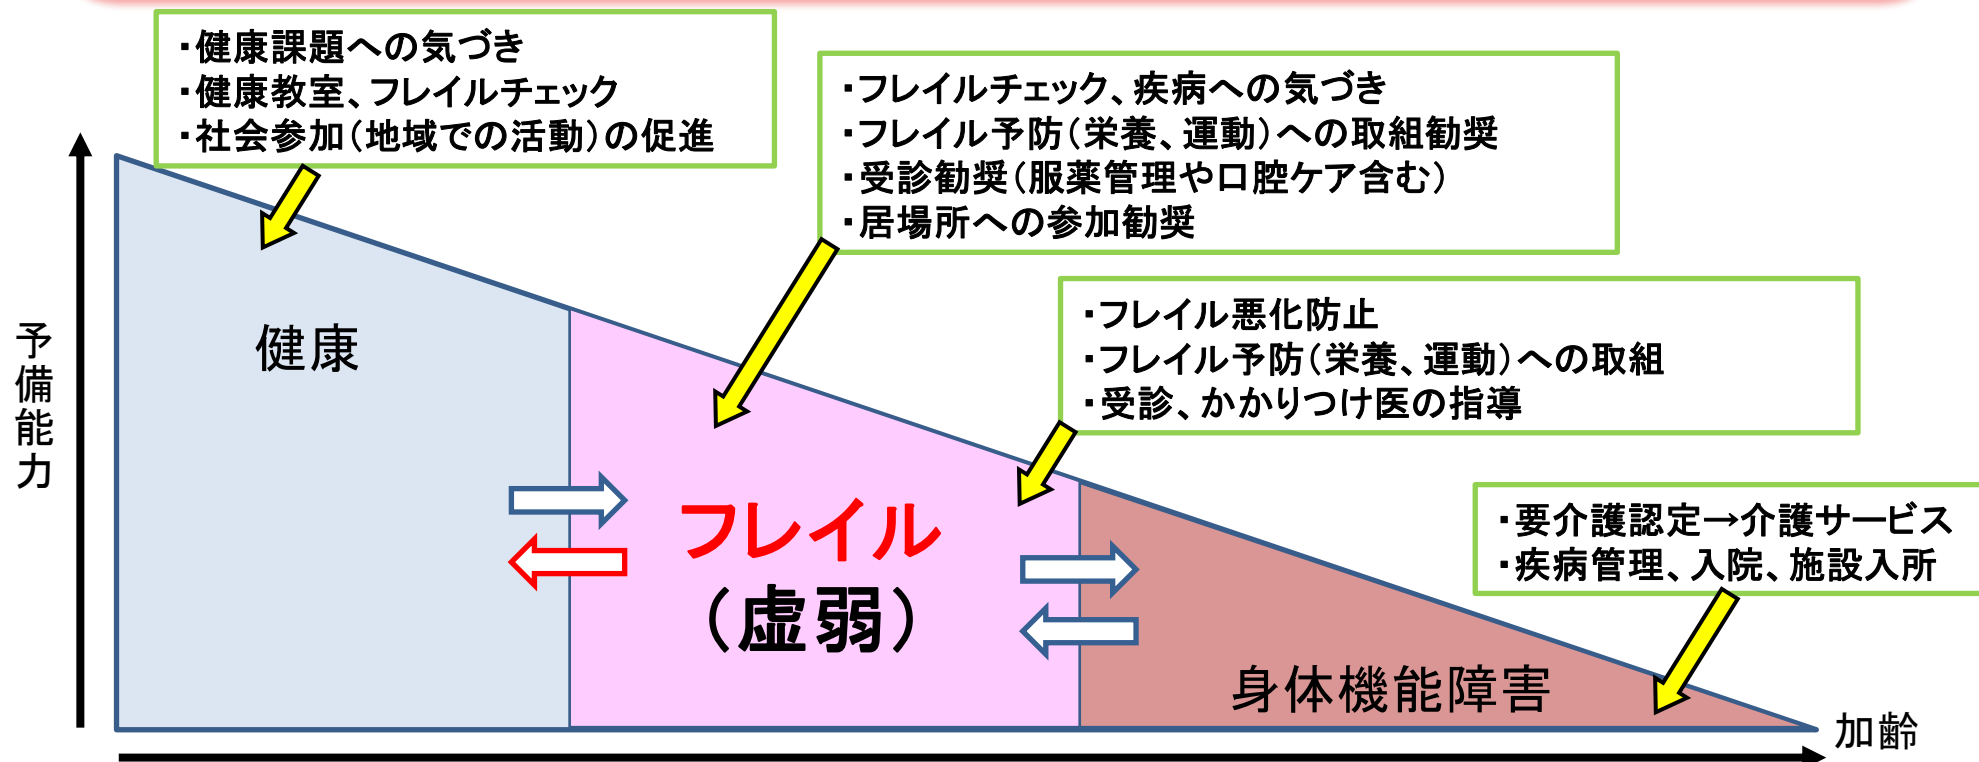 ・健康課題への気づき
・健康教室、フレイルチェック
・社会参加（地域での活動）の促進
・フレイルチェック、疾病への気づき
・フレイル予防（栄養、運動）への取組勧奨
・受診勧奨（服薬管理や口腔ケア含む）
・居場所への参加勧奨
・フレイル悪化防止
・フレイル予防（栄養、運動）への取組
・受診、かかりつけ医の指導
・要介護認定→介護サービス
・疾病管理、入院、施設入所
予備能力
健康
フレイル
（虚弱）
身体機能障害
加齢